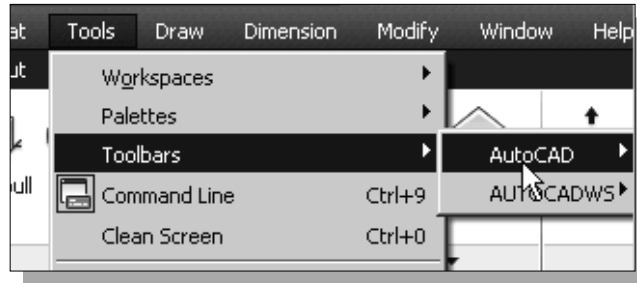 at Tools Draw Dimension Modify Window Help
ut
Workspaces
Palettes
Toolbars AutoCAD
ull Command Line Ctrl+9 AUTOCADWS
Clean Screen Ctrl+0